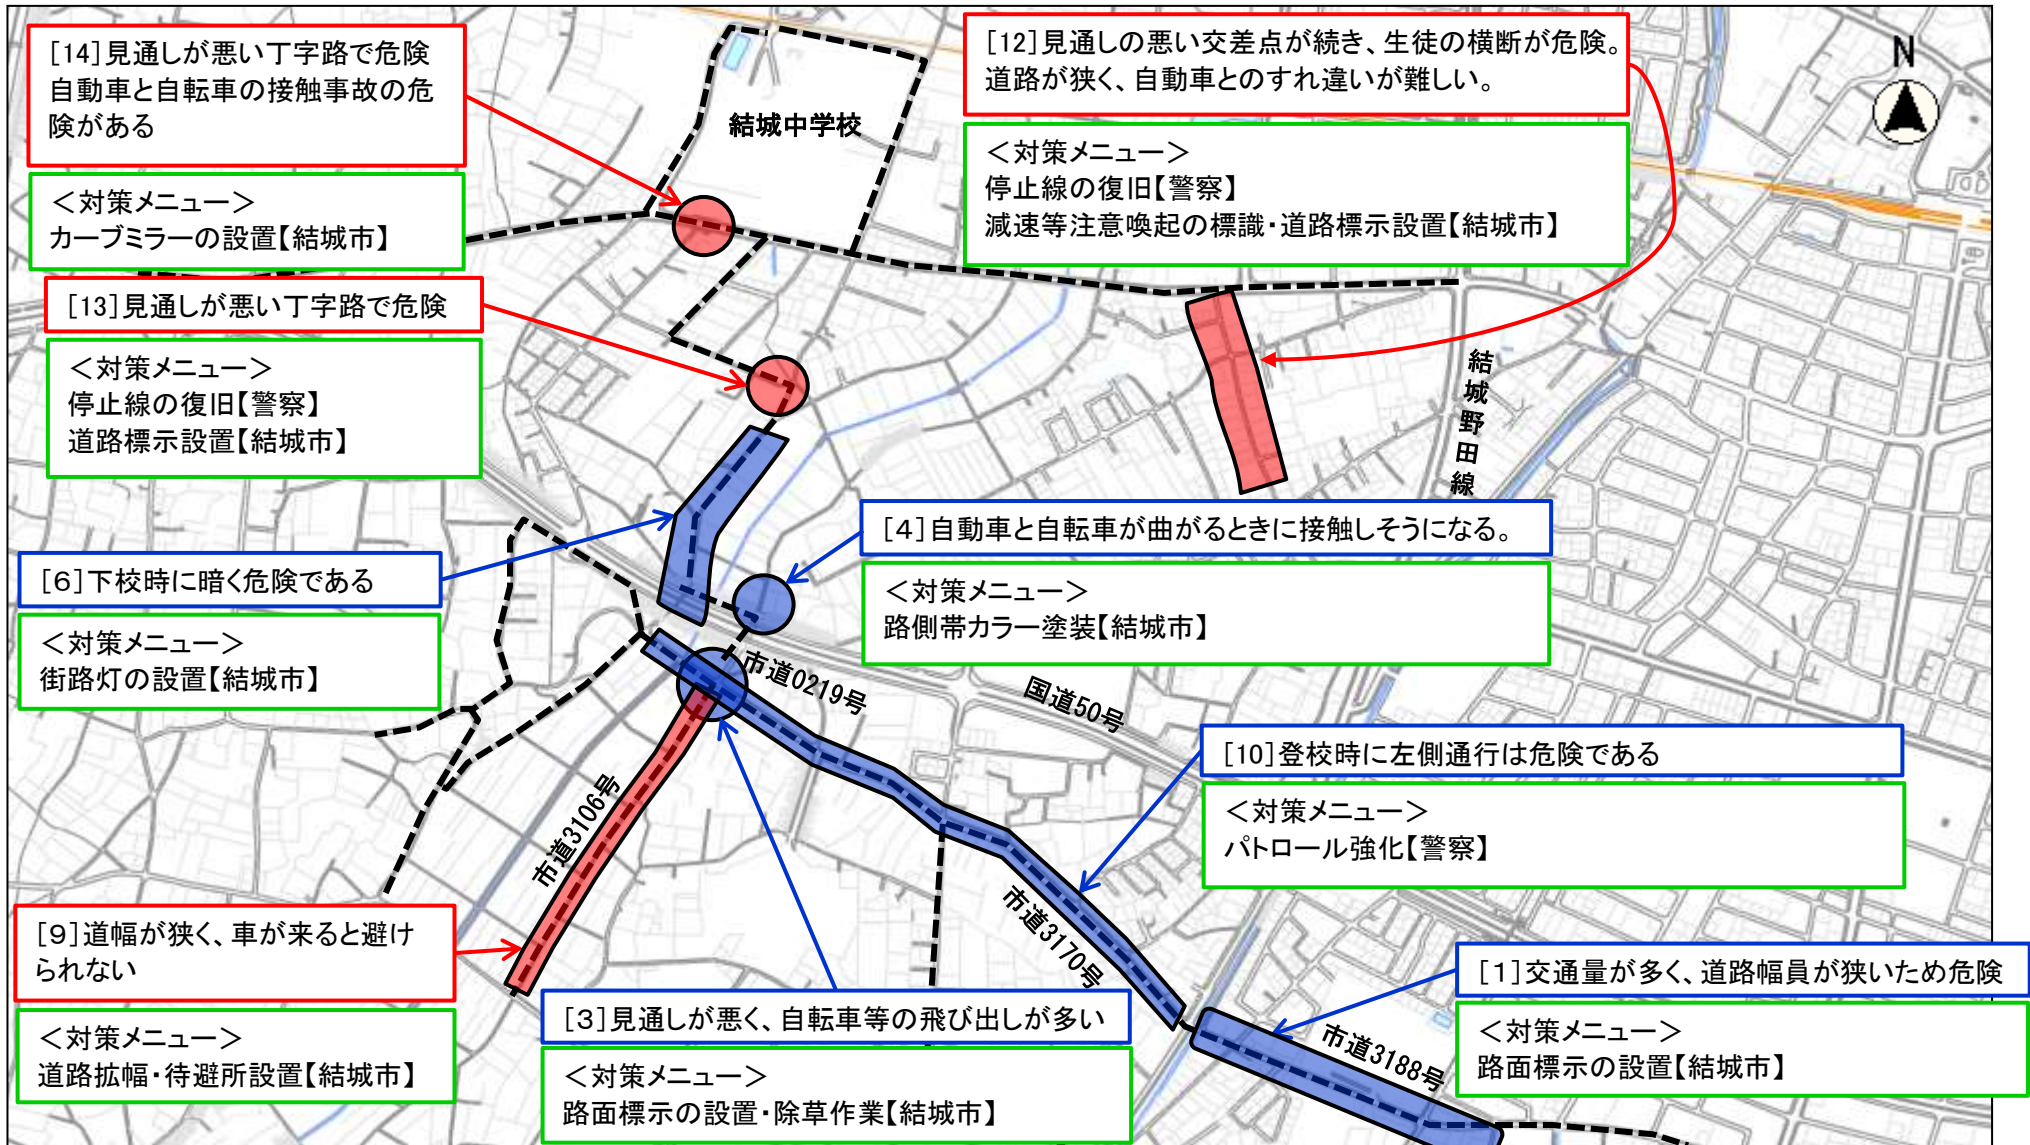 [14]見通しが悪い丁字路で危険
自動車と自転車の接触事故の危
険がある
<対策メニュー>
カーブミラーの設置【結城市】
[13]見通しが悪い丁字路で危険
<対策メニュー>
停止線の復旧【警察】
道路標示設置【結城市】
結城中学校
[12]見通しの悪い交差点が続き、生徒の横断が危険。
道路が狭く、自動車とのすれ違いが難しい。
<対策メニュー>
停止線の復旧【警察】
減速等注意喚起の標識・道路標示設置【結城市】
N
結城野田線
[4]自動車と自転車が曲がるときに接触しそうになる。
<対策メニュー>
路側帯カラー塗装【結城市】
[6]下校時に暗く危険である
<対策メニュー>
街路灯の設置【結城市】
市道0219号
国道50号
市道3106号
[10]登校時に左側通行は危険である
<対策メニュー>
パトロール強化【警察】
市道3170号
[9]道幅が狭く、車が来ると避け
られない
<対策メニュー>
道路拡幅・待避所設置【結城市】
[3]見通しが悪く、自転車等の飛び出しが多い
<対策メニュー>
路面標示の設置・除草作業【結城市】
[1]交通量が多く、道路幅員が狭いため危険
<対策メニュー>
路面標示の設置【結城市】
市道3188号